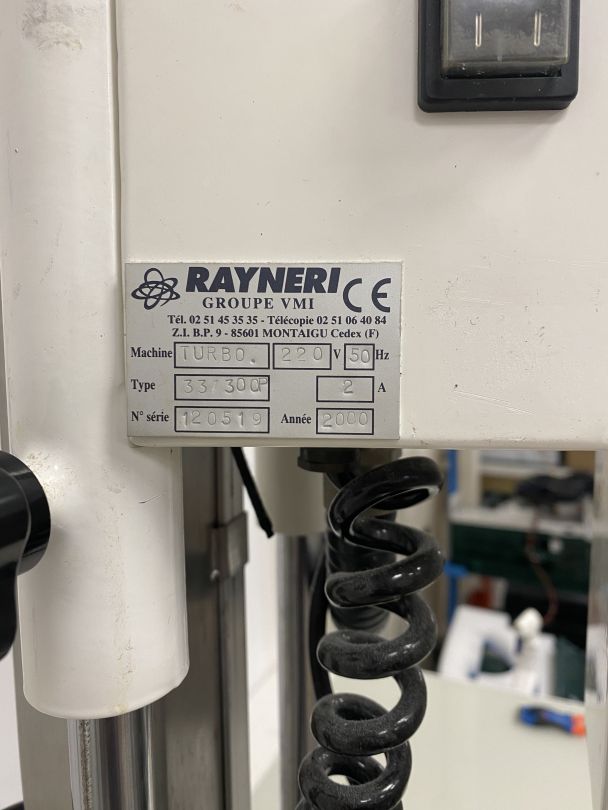 RAYNERI CE
GROUPE VMI
Tél. 02 51 45 35 35 - Télécopie 02 51 06 40 84
Z.I. B.P. 9 - 85601 MONTAIGU Cedex (F)
Machine TURBO. 220 V 50 Hz
Type 33/300P 2 A
N° série 120519 Année 2000